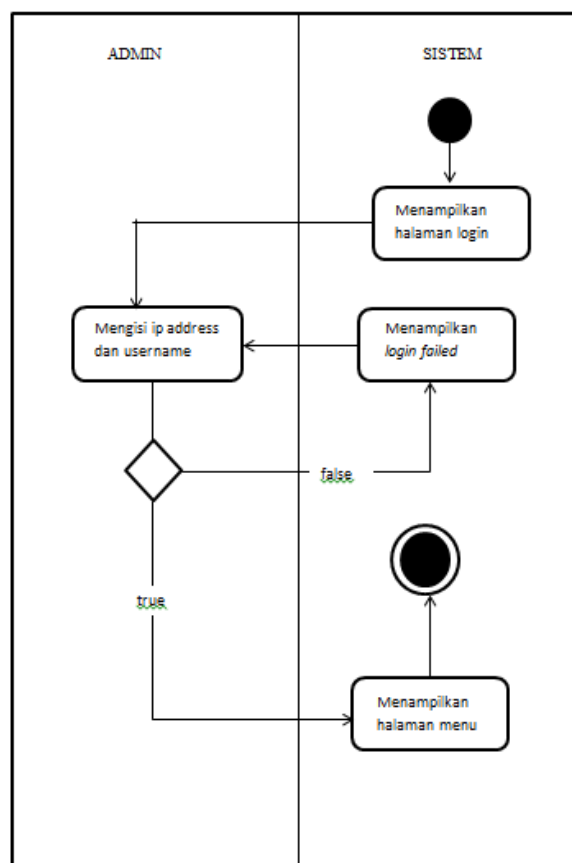 ADMIN
SISTEM
Menampilkan
halaman login
Mengisi ip address
dan username
Menampilkan
login failed
false
true
Menampilkan
halaman menu